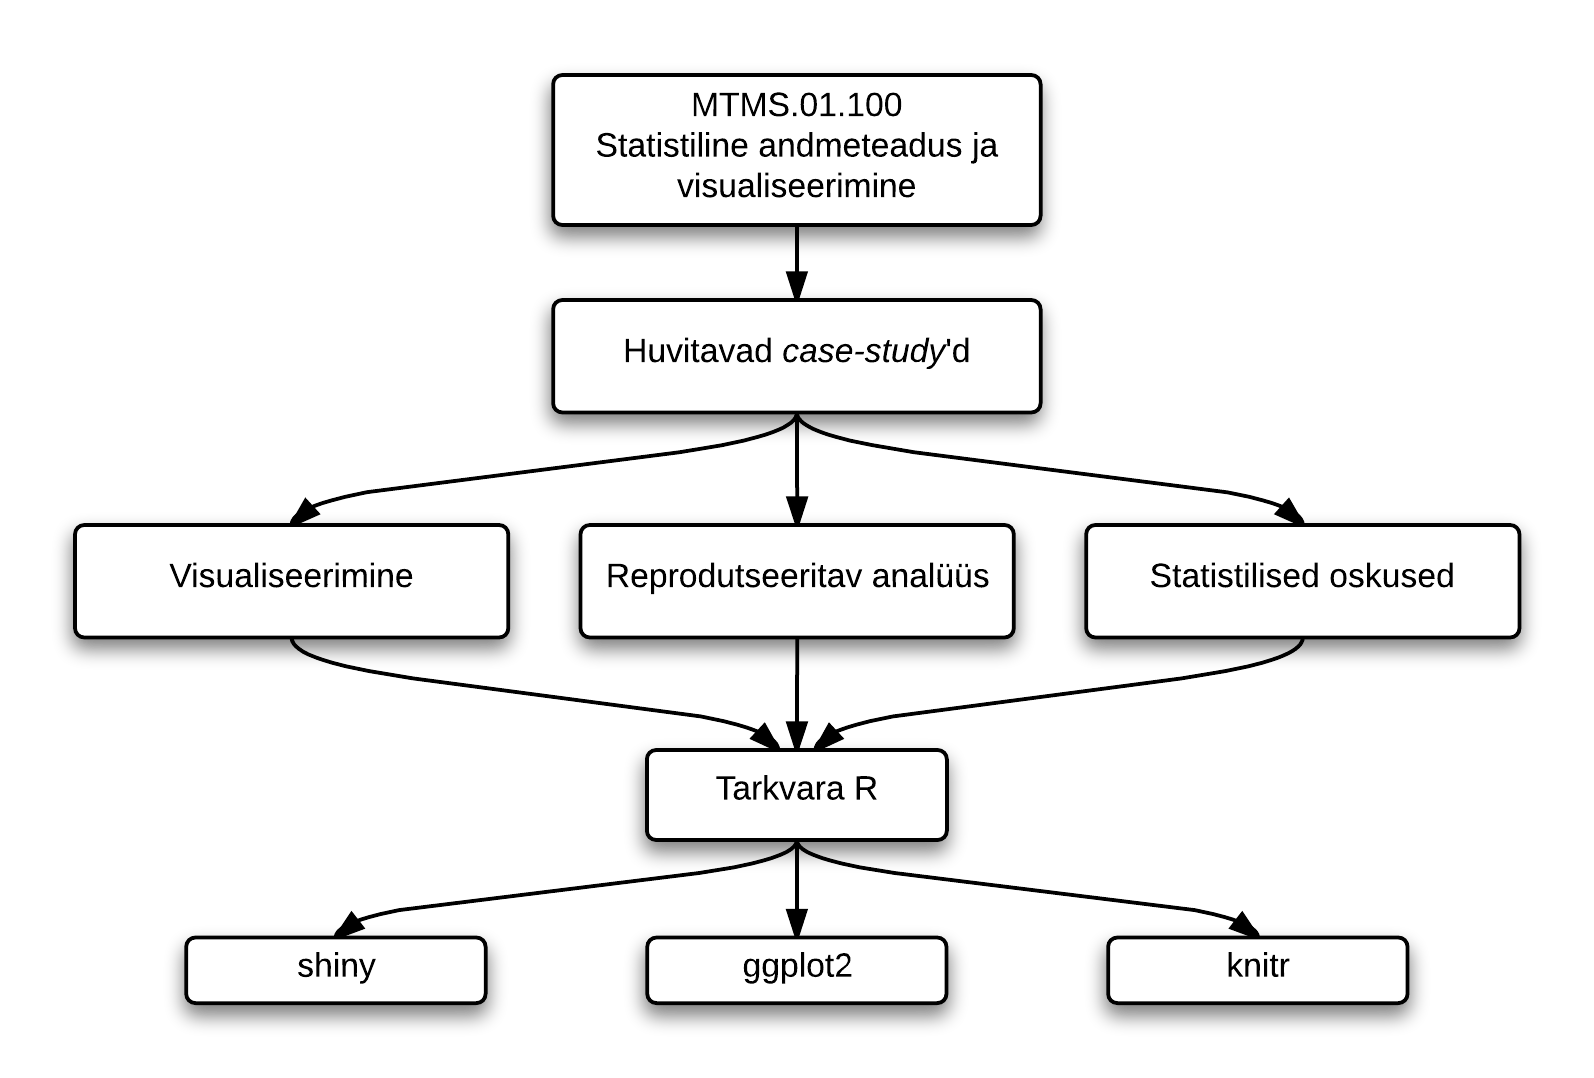 MTMS.01.100
Statistiline andmeteadus ja
visualiseerimine
Huvitavad case-study'd
Visualiseerimine
Reprodutseeritav analüüs
Statistilised oskused
Tarkvara R
shiny
ggplot2
knitr